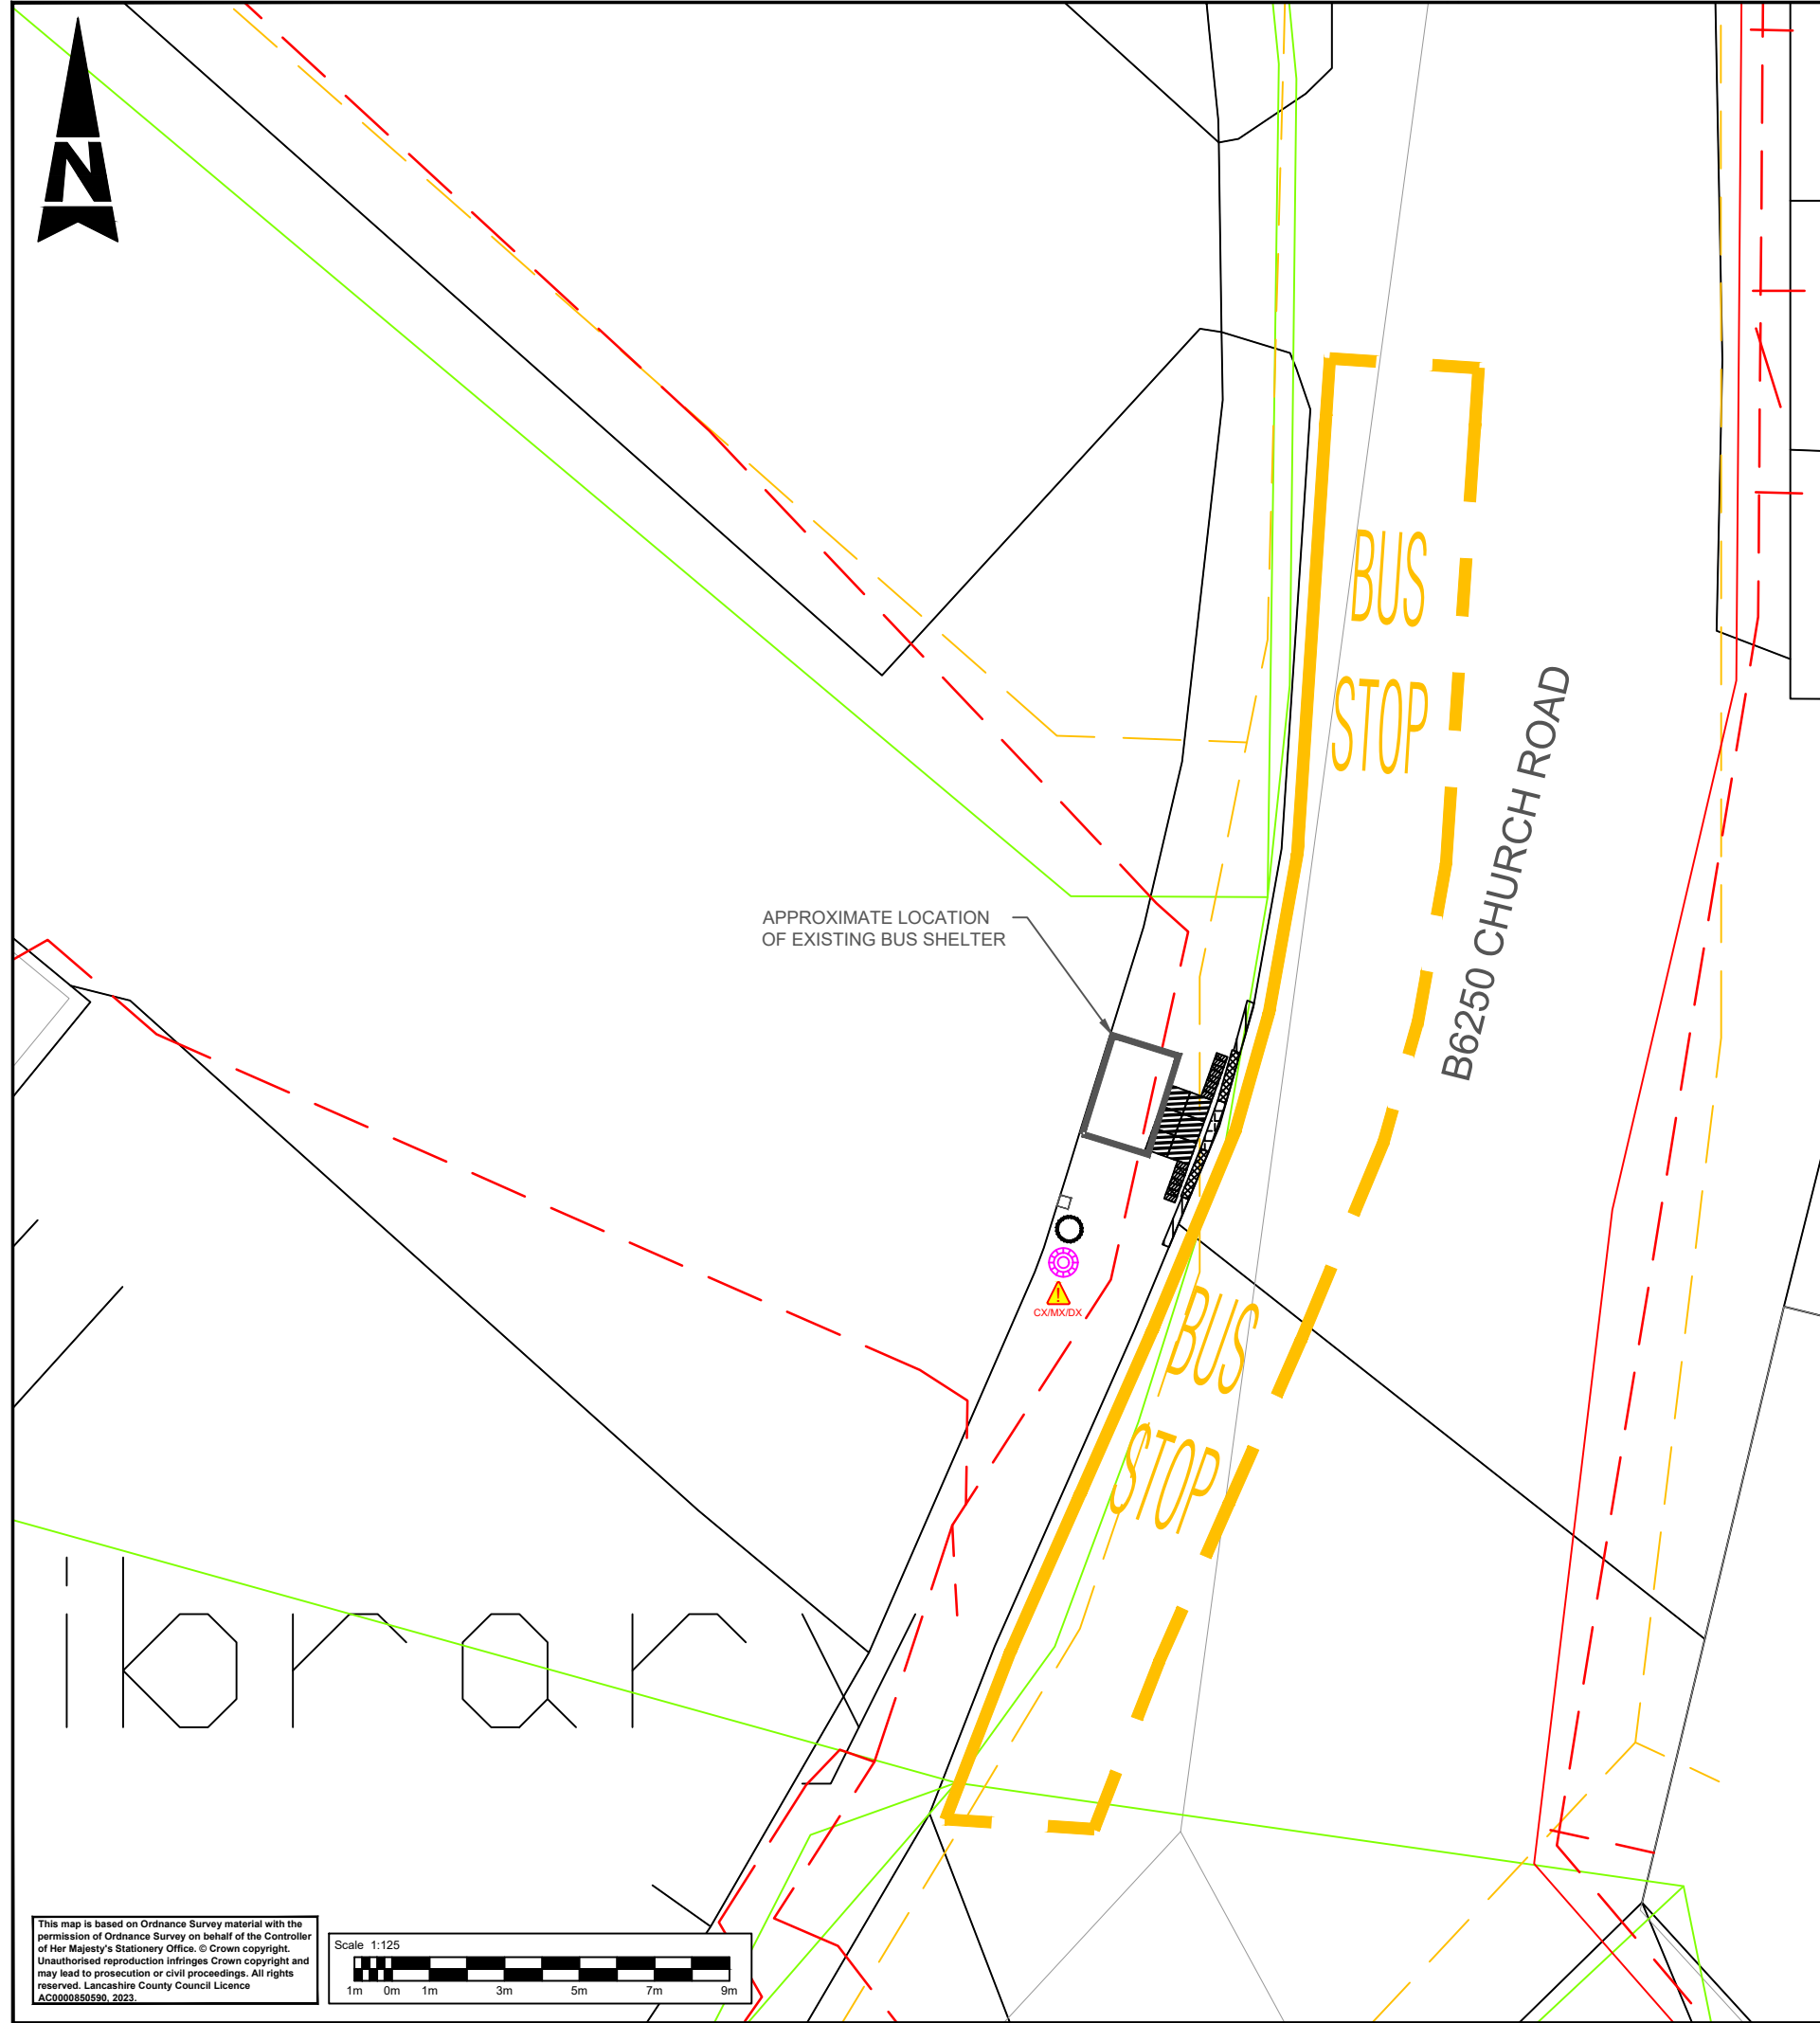 N
BUS
STOP
B6250 CHURCH ROAD
APPROXIMATE LOCATION
OF EXISTING BUS SHELTER
CX/MX/DX
BUS
STOP
ibrary
This map is based on Ordnance Survey material with the
permission of Ordnance Survey on behalf of the Controller
of Her Majesty's Stationery Office. © Crown copyright.
Unauthorised reproduction infringes Crown copyright and
may lead to prosecution or civil proceedings. All rights
reserved. Lancashire County Council Licence
AC0000850590, 2023.
Scale 1:125
1m 0m 1m 3m 5m 7m 9m